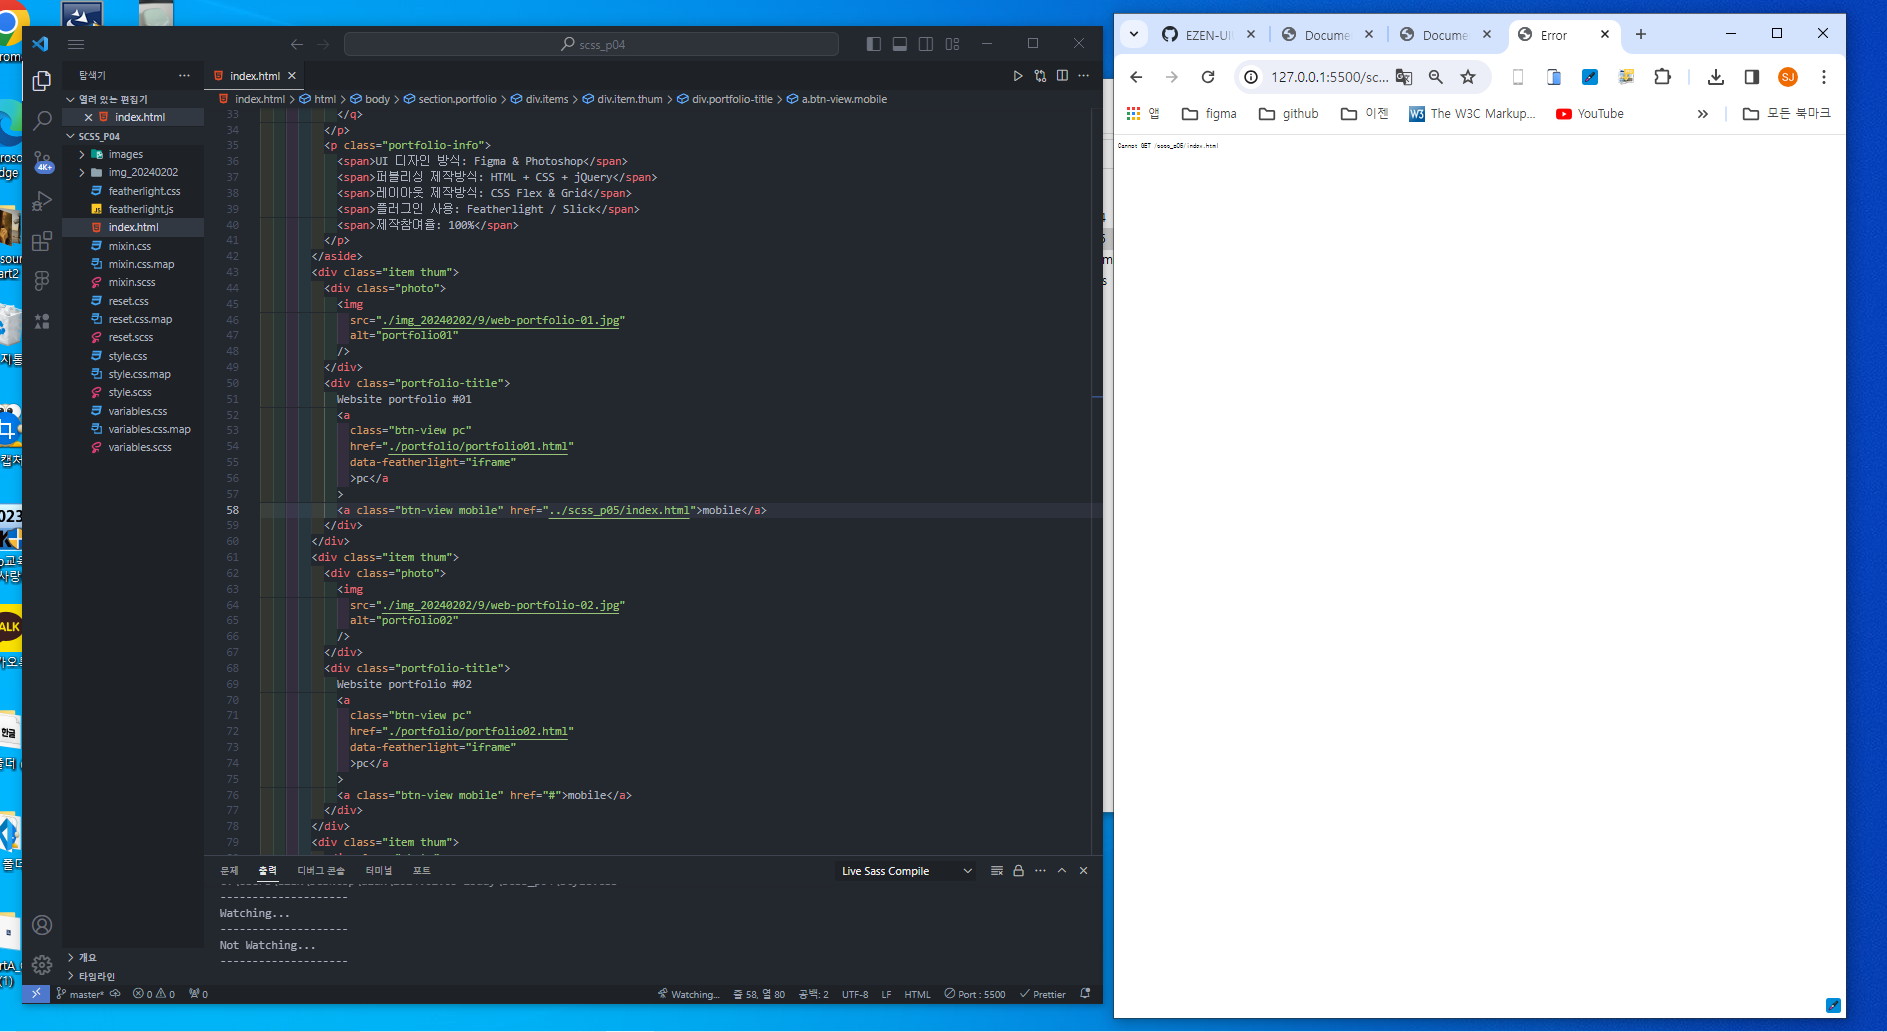 scss_p04
탐색기
index.html
index.html > html > body > section.portfolio > div.items > div.item.thum > div.portfolio-title > a.btn-view.mobile
열려 있는 편집기
index.html
SCSS_P04
images
img_20240202
featherlight.css
featherlight.js
index.html
mixin.css
mixin.css.map
mixin.scss
reset.css
reset.css.map
reset.scss
style.css
style.css.map
style.scss
variables.css
variables.css.map
variables.scss
개요
타임라인
4K+
33 </q>
34 </p>
35 <p class="portfolio-info">
36 <span>UI 디자인 방식: Figma & Photoshop</span>
37 <span>퍼블리싱 제작방식: HTML + CSS + jQuery</span>
38 <span>레이아웃 제작방식: CSS Flex & Grid</span>
39 <span>플러그인 사용: Featherlight / Slick</span>
40 <span>제작참여율: 100%</span>
41 </p>
42 </aside>
43 <div class="item thum">
44 <div class="photo">
45 <img
46 src="./img_20240202/9/web-portfolio-01.jpg"
47 alt="portfolio01"
48 />
49 </div>
50 <div class="portfolio-title">
51 Website portfolio #01
52 <a
53 class="btn-view pc"
54 href="./portfolio/portfolio01.html"
55 data-featherlight="iframe"
56 >pc</a
57 >
58 <a class="btn-view mobile" href="../scss_p05/index.html">mobile</a>
59 </div>
60 </div>
61 <div class="item thum">
62 <div class="photo">
63 <img
64 src="./img_20240202/9/web-portfolio-02.jpg"
65 alt="portfolio02"
66 />
67 </div>
68 <div class="portfolio-title">
69 Website portfolio #02
70 <a
71 class="btn-view pc"
72 href="./portfolio/portfolio02.html"
73 data-featherlight="iframe"
74 >pc</a
75 >
76 <a class="btn-view mobile" href="#">mobile</a>
77 </div>
78 </div>
79 <div class="item thum">
문제 출력 디버그 콘솔 터미널 포트
Live Sass Compile
--------------------
Watching...
--------------------
Not Watching...
--------------------
master* 0 0 0
Watching... 줄 58, 열 80 공백: 2 UTF-8 LF HTML Port : 5500 Prettier
EZEN-UI Docume Docume Error
127.0.0.1:5500/sc...
SJ
앱 figma github 이젠 The W3C Markup... YouTube 모든 북마크
Cannot GET /scss_p05/index.html